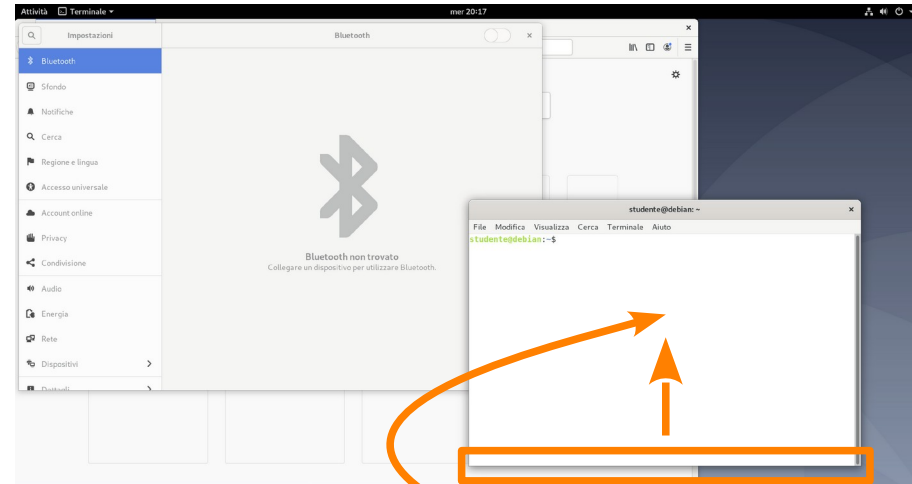 Attività Terminale mer 20:17
Impostazioni Bluetooth
Bluetooth
Sfondo
Notifiche
Cerca
Regione e lingua
Accesso universale
Account online
Privacy
Condivisione
Audio
Energia
Rete
Dispositivi
Dettagli
Bluetooth non trovato
Collegare un dispositivo per utilizzare Bluetooth.
studente@debian: ~
File Modifica Visualizza Cerca Terminale Aiuto
studente@debian:~$